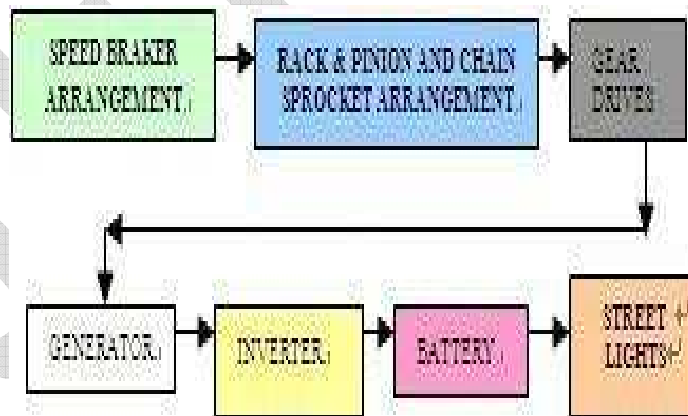 SPEED BRAKER
ARRANGEMENT
RACK & PINION AND CHAIN
SPROCKET ARRANGEMENT
GEAR
DRIVES
GENERATOR
INVERTER
BATTERY
STREET
LIGHTS